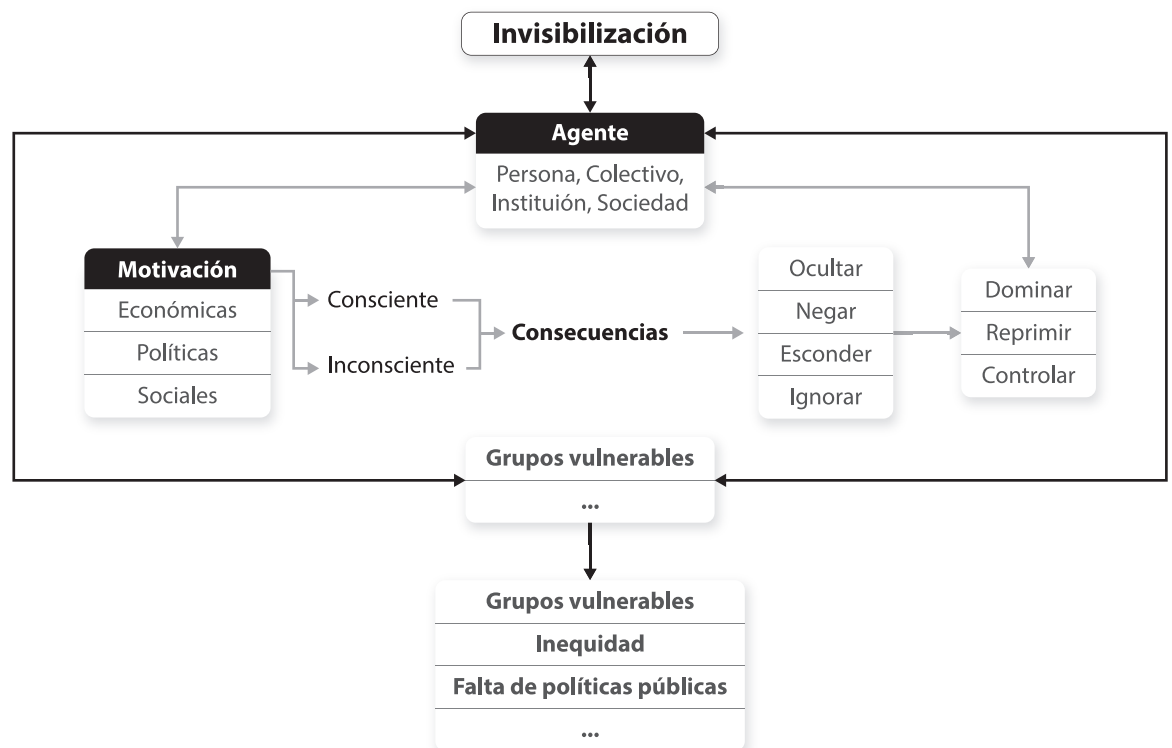 Invisibilización
Agente
Persona, Colectivo,
Instituión, Sociedad
Motivación
Económicas
Políticas
Sociales
Consciente
Inconsciente
Consecuencias
Ocultar
Negar
Esconder
Ignorar
Dominar
Reprimir
Controlar
Grupos vulnerables
...
Grupos vulnerables
Inequidad
Falta de políticas públicas
...